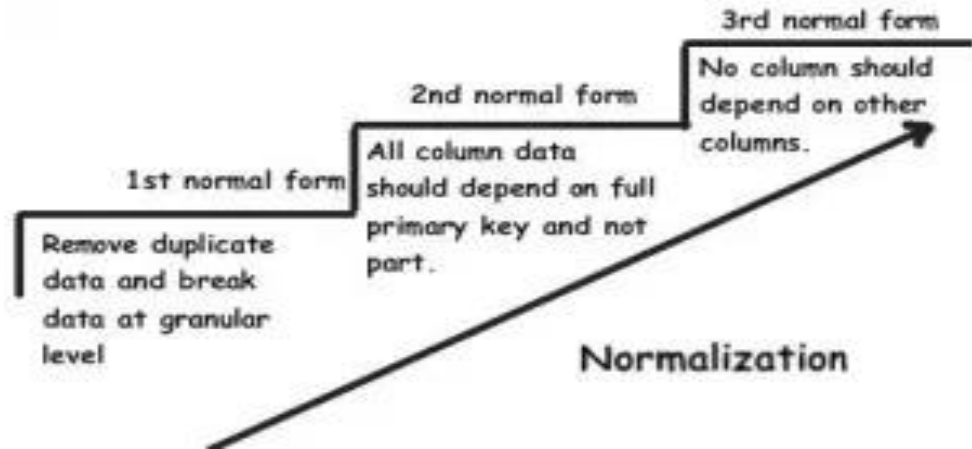 3rd normal form
No column should
depend on other
columns.
2nd normal form
All column data
should depend on full
primary key and not
part.
1st normal form
Remove duplicate
data and break
data at granular
level
Normalization